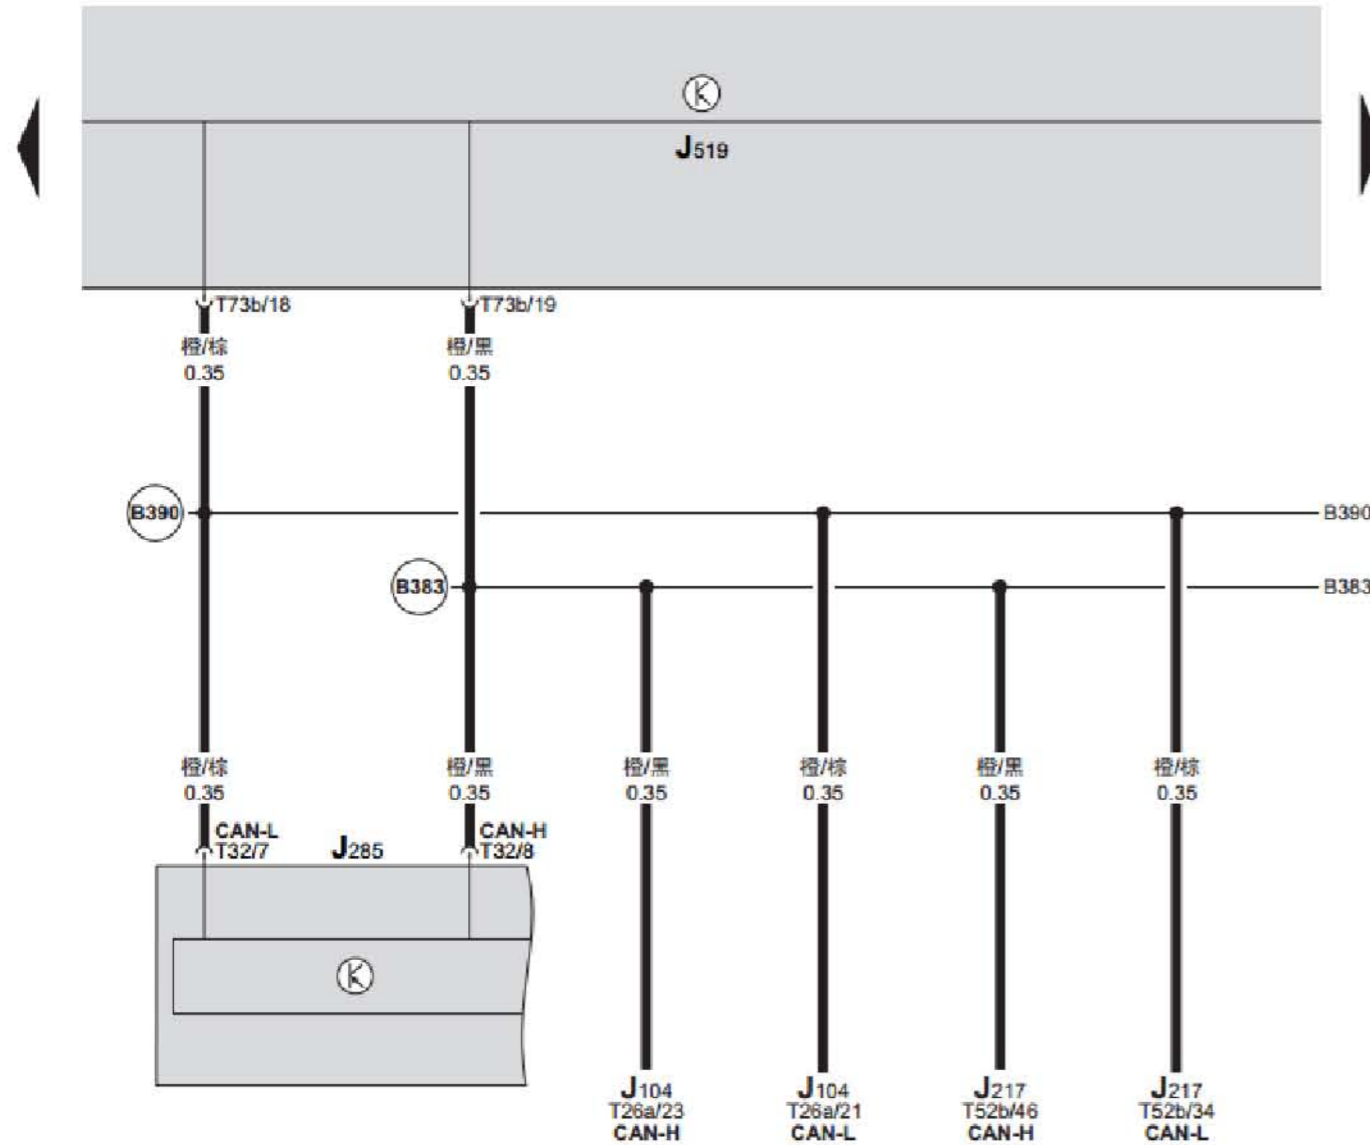 J519
T73b/18
T73b/19
橙/棕
橙/黑
0.35
0.35
B390
B390
B383
B383
橙/棕
橙/黑
橙/黑
橙/棕
橙/黑
橙/棕
0.35
0.35
0.35
0.35
0.35
0.35
CAN-L
T32/7
J285
CAN-H
T32/8
J104
T26a/23
CAN-H
J104
T26a/21
CAN-L
J217
T52b/46
CAN-H
J217
T52b/34
CAN-L